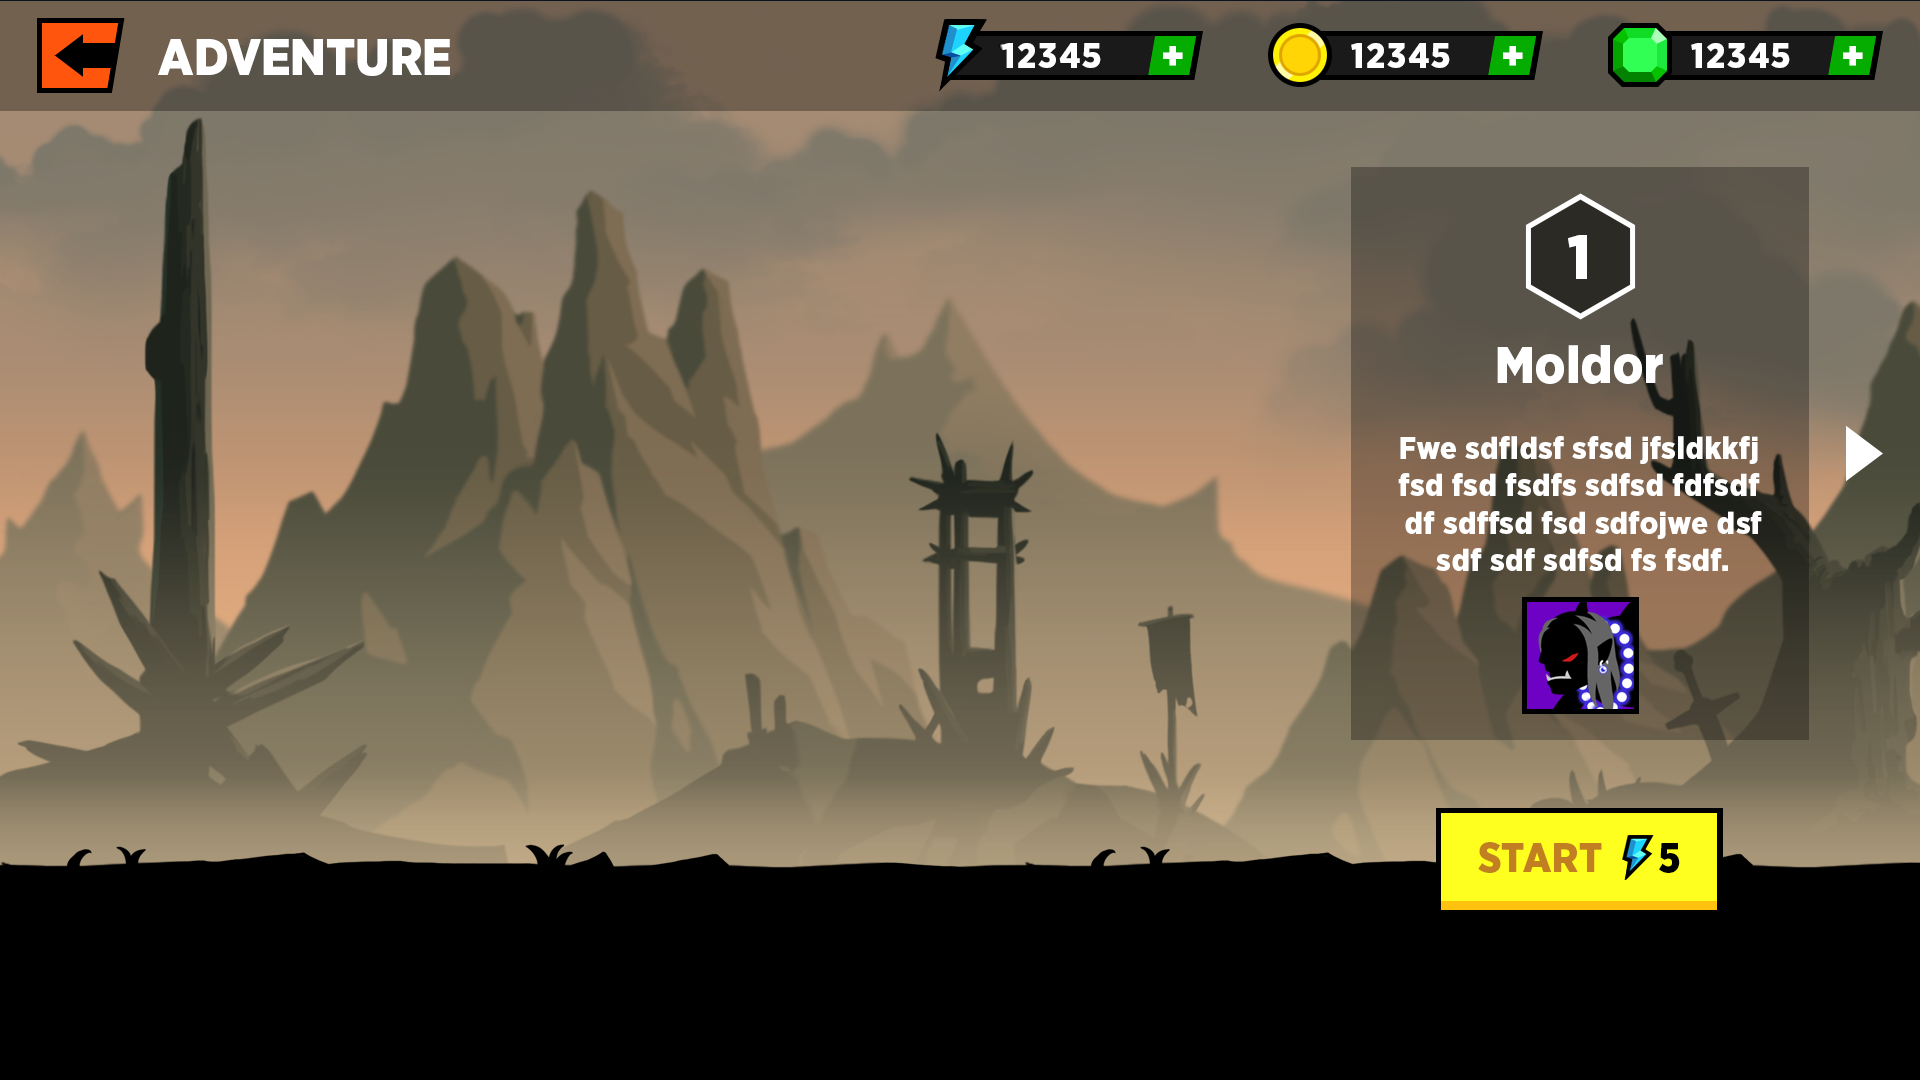 ADVENTURE
12345
12345
12345
1
Moldor
Fwe sdfldsf sfsd jfsldkkfj
fsd fsd fsdfs sdfsd fdfsdf
df sdffsd fsd sdfojwe dsf
sdf sdf sdfsd fs fsdf.
START 5